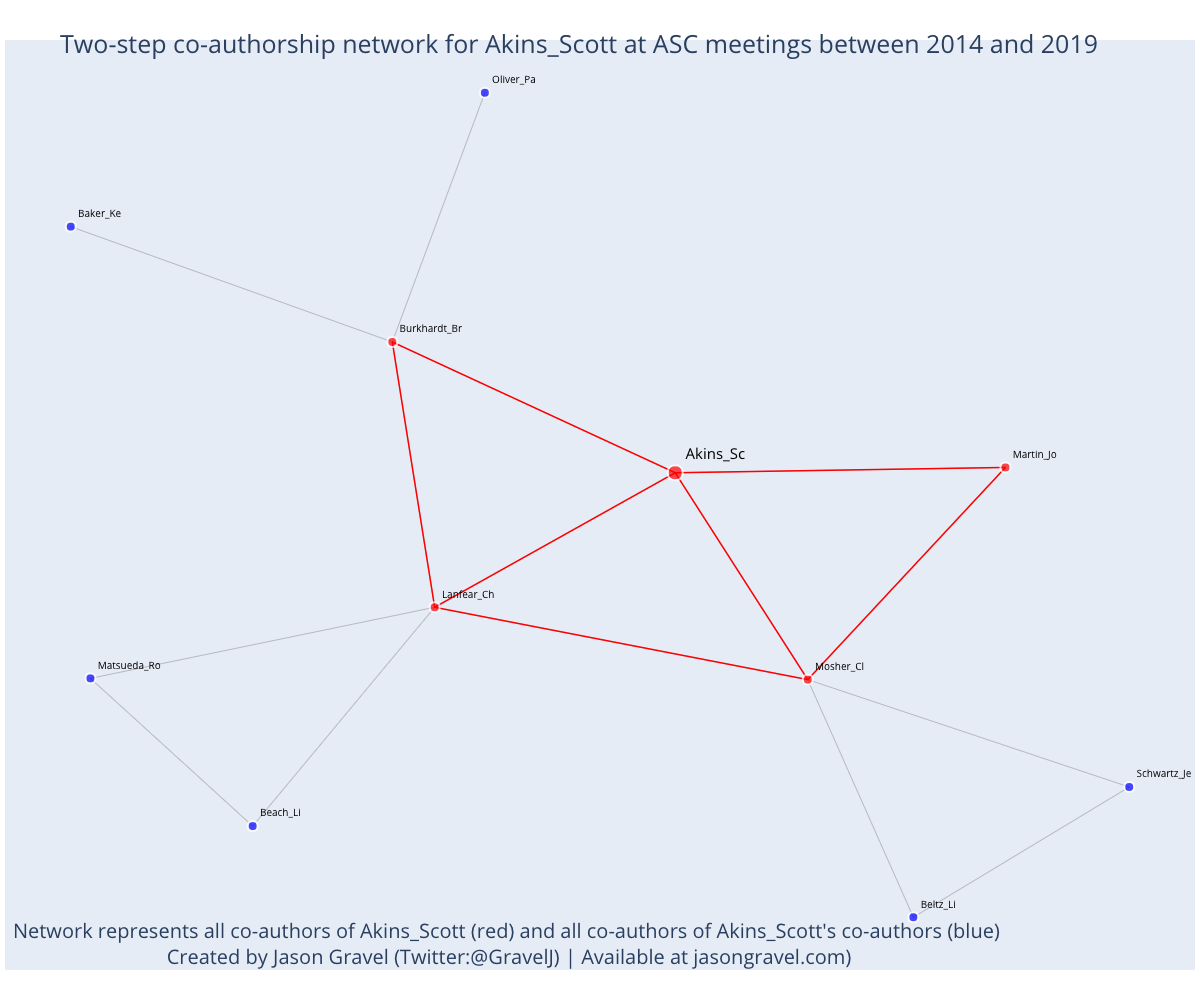 Two-step co-authorship network for Akins_Scott at ASC meetings between 2014 and 2019
Oliver_Pa
Baker_Ke
Burkhardt_Br
Akins_Sc
Martin_Jo
Lanfear_Ch
Matsueda_Ro
Mosher_Cl
Schwartz_Je
Beach_Li
Beltz_Li
Network represents all co-authors of Akins_Scott (red) and all co-authors of Akins_Scott's co-authors (blue)
Created by Jason Gravel (Twitter:@GravelJ) | Available at jasongravel.com)